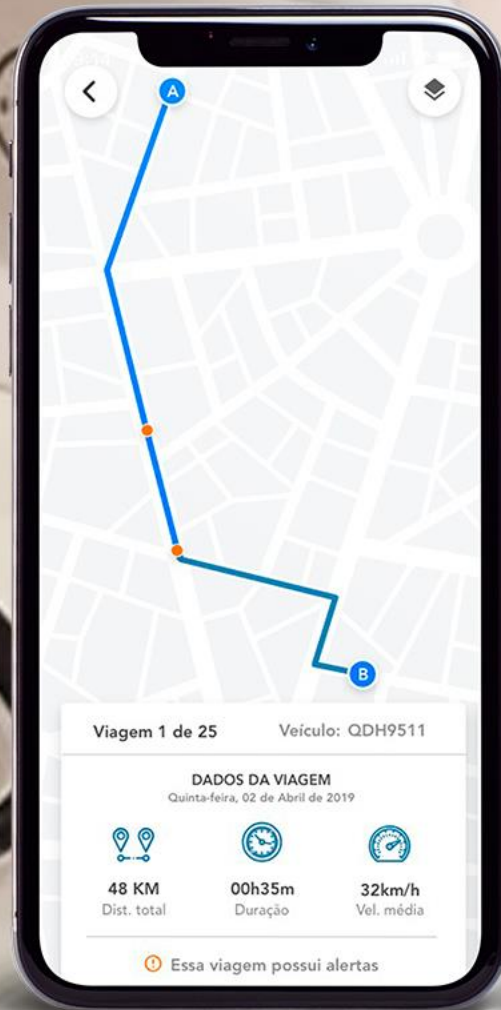 A
B
Viagem 1 de 25
Veículo: QDH9511
DADOS DA VIAGEM
Quinta-feira, 02 de Abril de 2019
48 KM
00h35m
32km/h
Dist. total
Duração
Vel. média
Essa viagem possui alertas